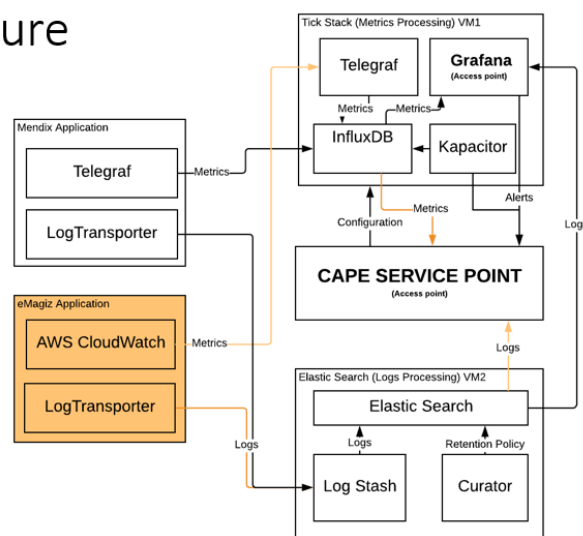 ure
Tick Stack (Metrics Processing) VM1
Telegraf
Grafana
(Access point)
Metrics
Metrics
InfluxDB
Kapacitor
Mendix Application
Telegraf
Metrics
LogTransporter
Metrics
Alerts
Configuration
Log
CAPE SERVICE POINT
(Access point)
eMagiz Application
AWS CloudWatch
Metrics
Logs
LogTransporter
Elastic Search (Logs Processing) VM2
Elastic Search
Logs
Logs
Retention Policy
Log Stash
Curator